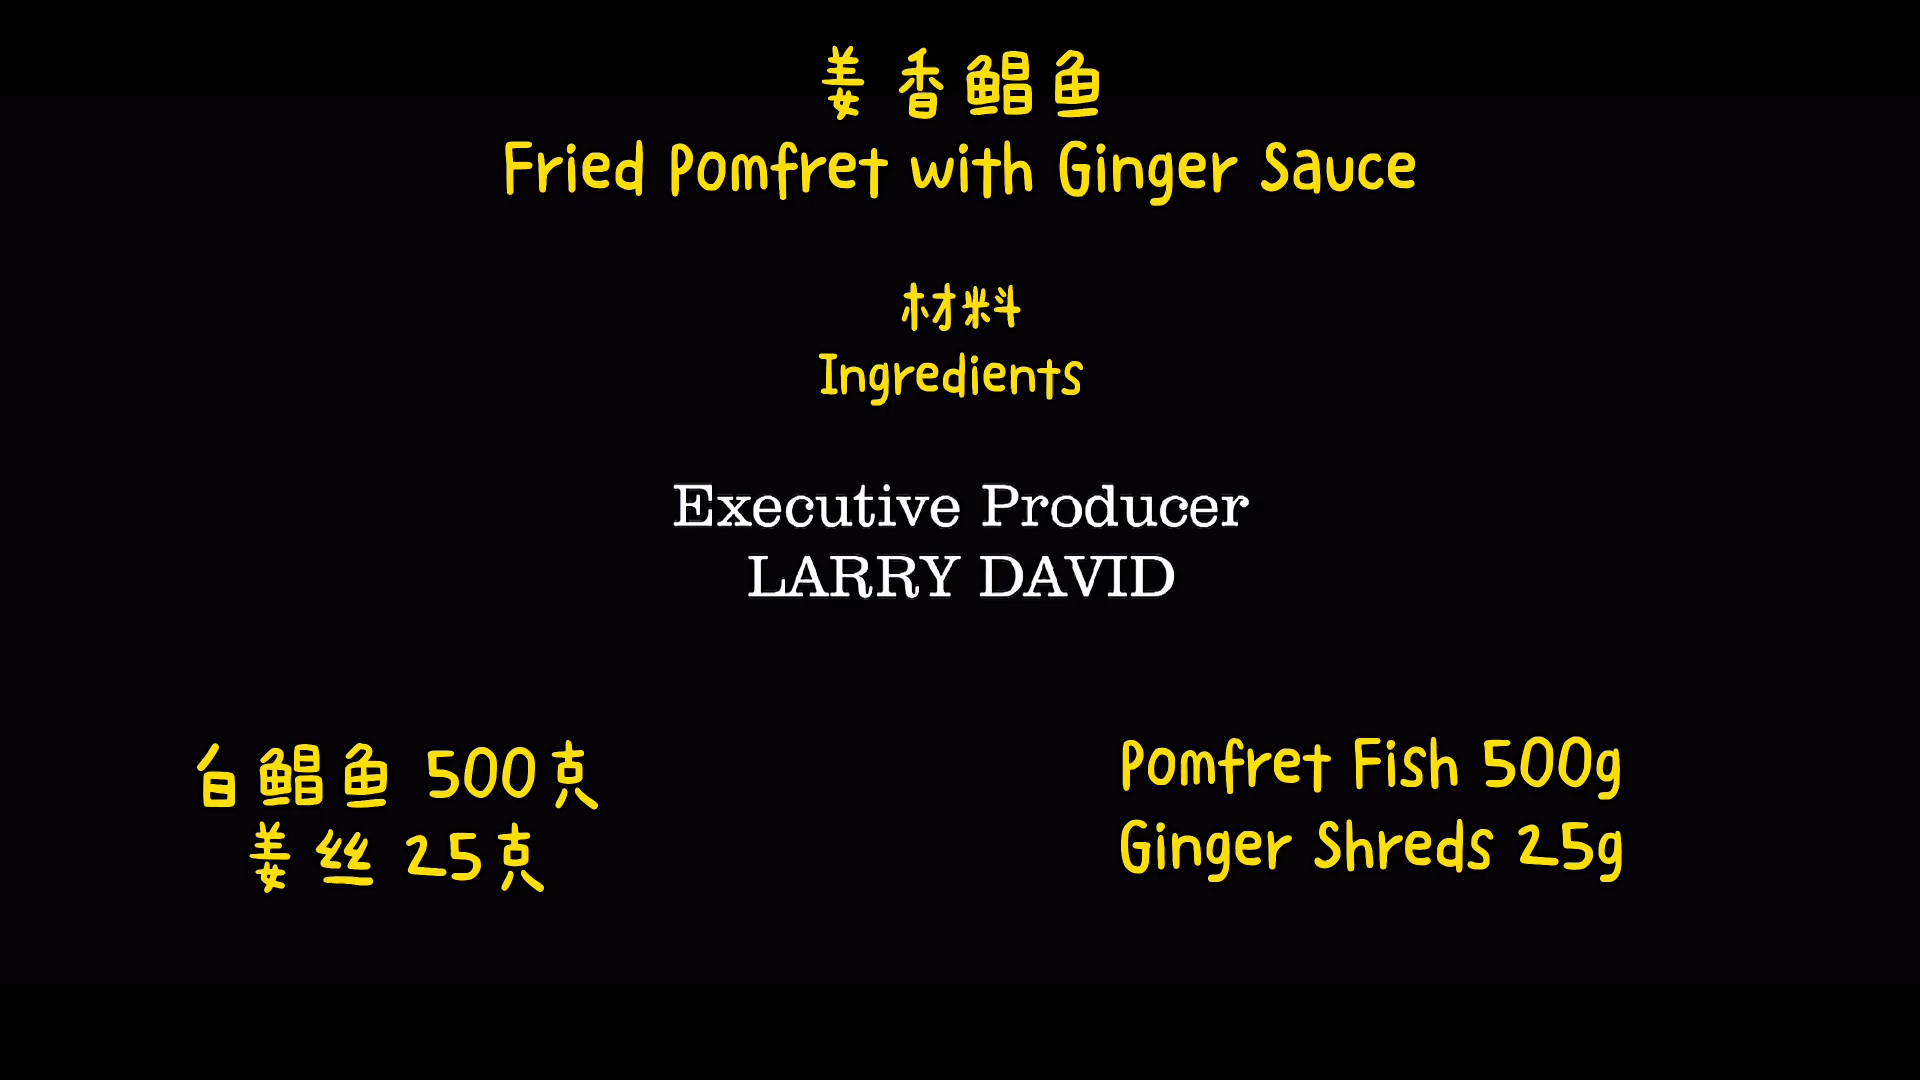 姜香鲳鱼
Fried Pomfret with Ginger Sauce
材料
Ingredients
Executive Producer
LARRY DAVID
白鲳鱼 500克
姜丝 25克
Pomfret Fish 500g
Ginger Shreds 25g